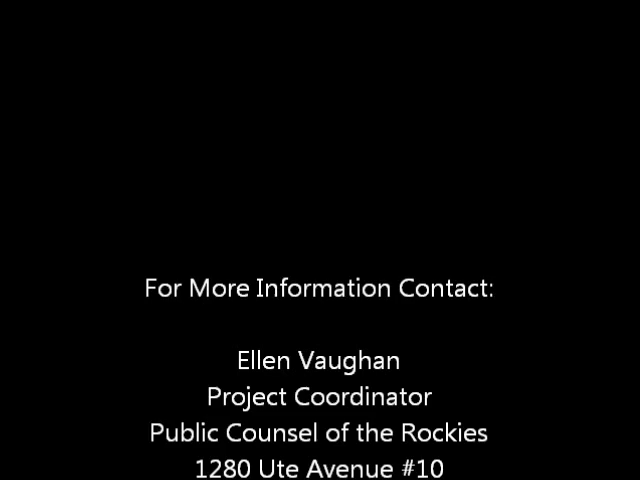 For More Information Contact:
Ellen Vaughan
Project Coordinator
Public Counsel of the Rockies
1280 Ute Avenue #10